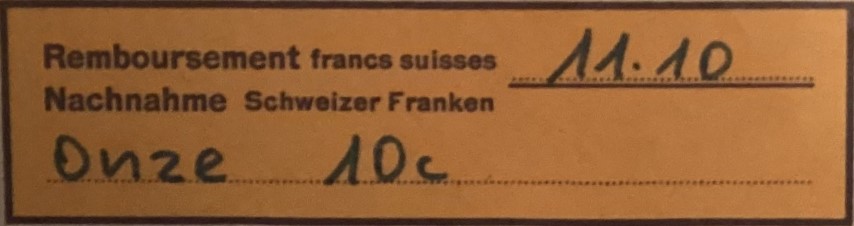 Remboursement francs suisses 11.10
Nachnahme Schweizer Franken
Onze 10c